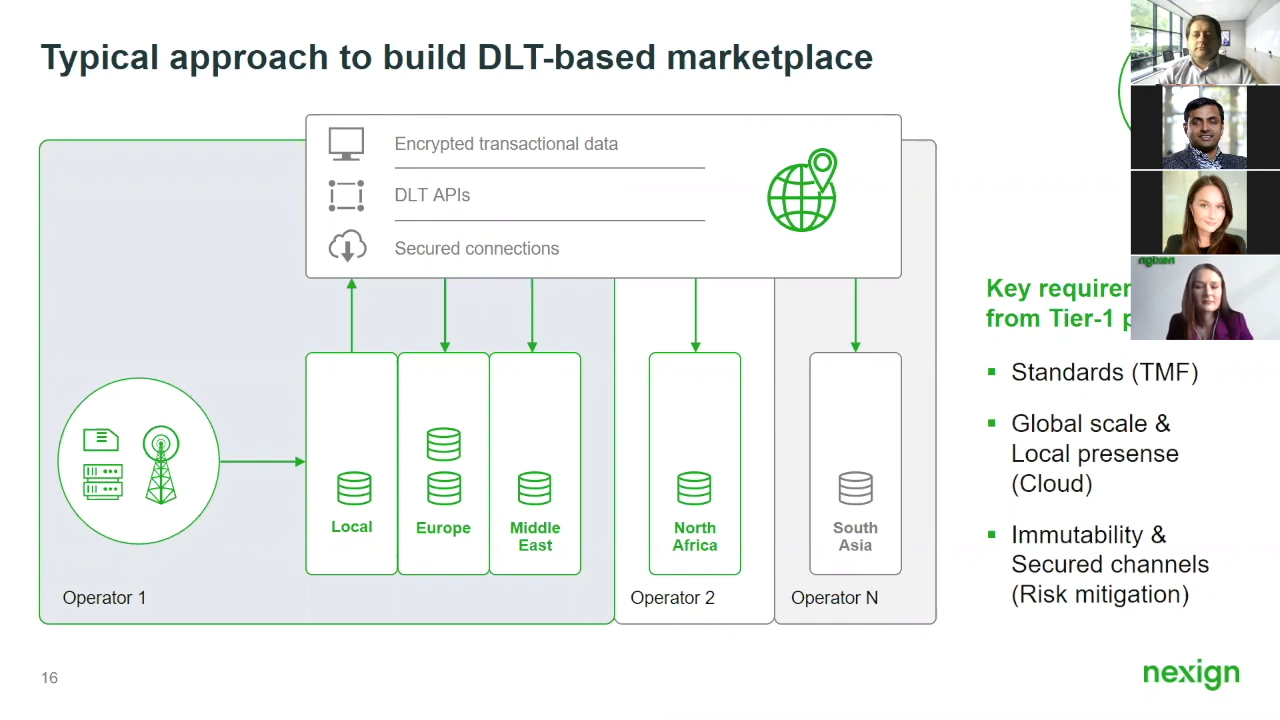 Typical approach to build DLT-based marketplace
Encrypted transactional data
DLT APIs
Secured connections
Key
from Tier-1
Standards (TMF)
Global scale &
Local presense
(Cloud)
Immutability &
Secured channels
(Risk mitigation)
Local
Europe
Middle
East
North
Africa
South
Asia
Operator 1
Operator 2
Operator N
16
nexign